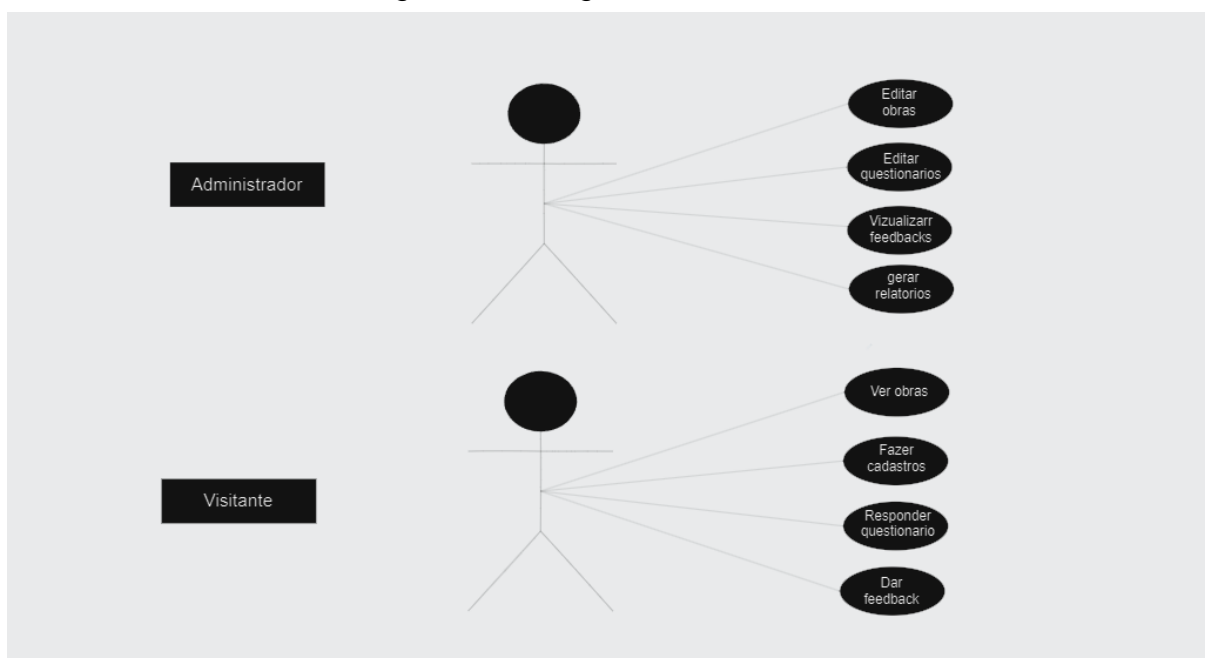 Administrador
Editar
obras
Editar
questionarios
Vizualizarr
feedbacks
gerar
relatorios
Visitante
Ver obras
Fazer
cadastros
Responder
questionario
Dar
feedback